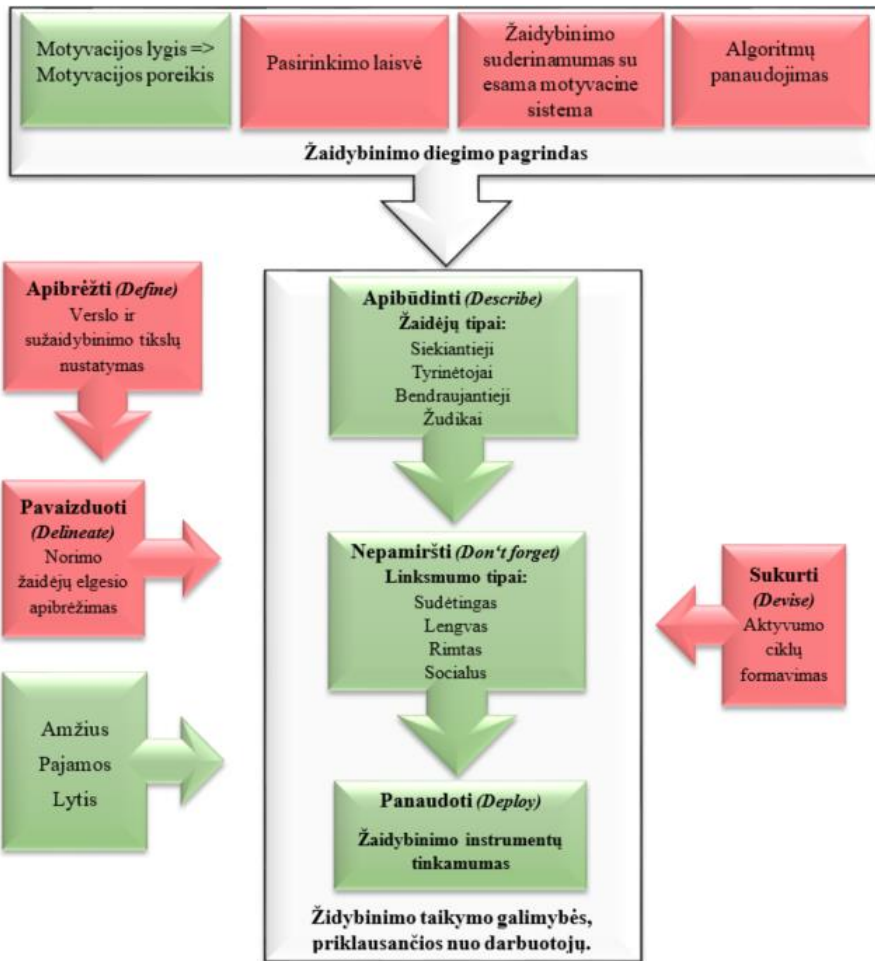 Motyvacijos lygis =>
Motyvacijos poreikis
Pasirinkimo laisvė
Žaidybinimo
suderinamumas su
esama motyvacine
sistema
Algoritmų
panaudojimas
Žaidybinimo diegimo pagrindas
Apibrėžti (Define)
Verslo ir
sužaidybinimo tikslų
nustatymas
Pavaizduoti
(Delineate)
Norimo
žaidėjų elgesio
apibrėžimas
Amžius
Pajamos
Lytis
Apibūdinti (Describe)
Žaidėjų tipai:
Siekiantieji
Tyrinėtojai
Bendraujantieji
Žudikai
Nepamiršti (Don‘t forget)
Linksmumo tipai:
Sudėtingas
Lengvas
Rimtas
Socialus
Panaudoti (Deploy)
Žaidybinimo instrumentų
tinkamumas
Židybinimo taikymo galimybės,
priklausančios nuo darbuotojų.
Sukurti
(Devise)
Aktyvumo
ciklų
formavimas